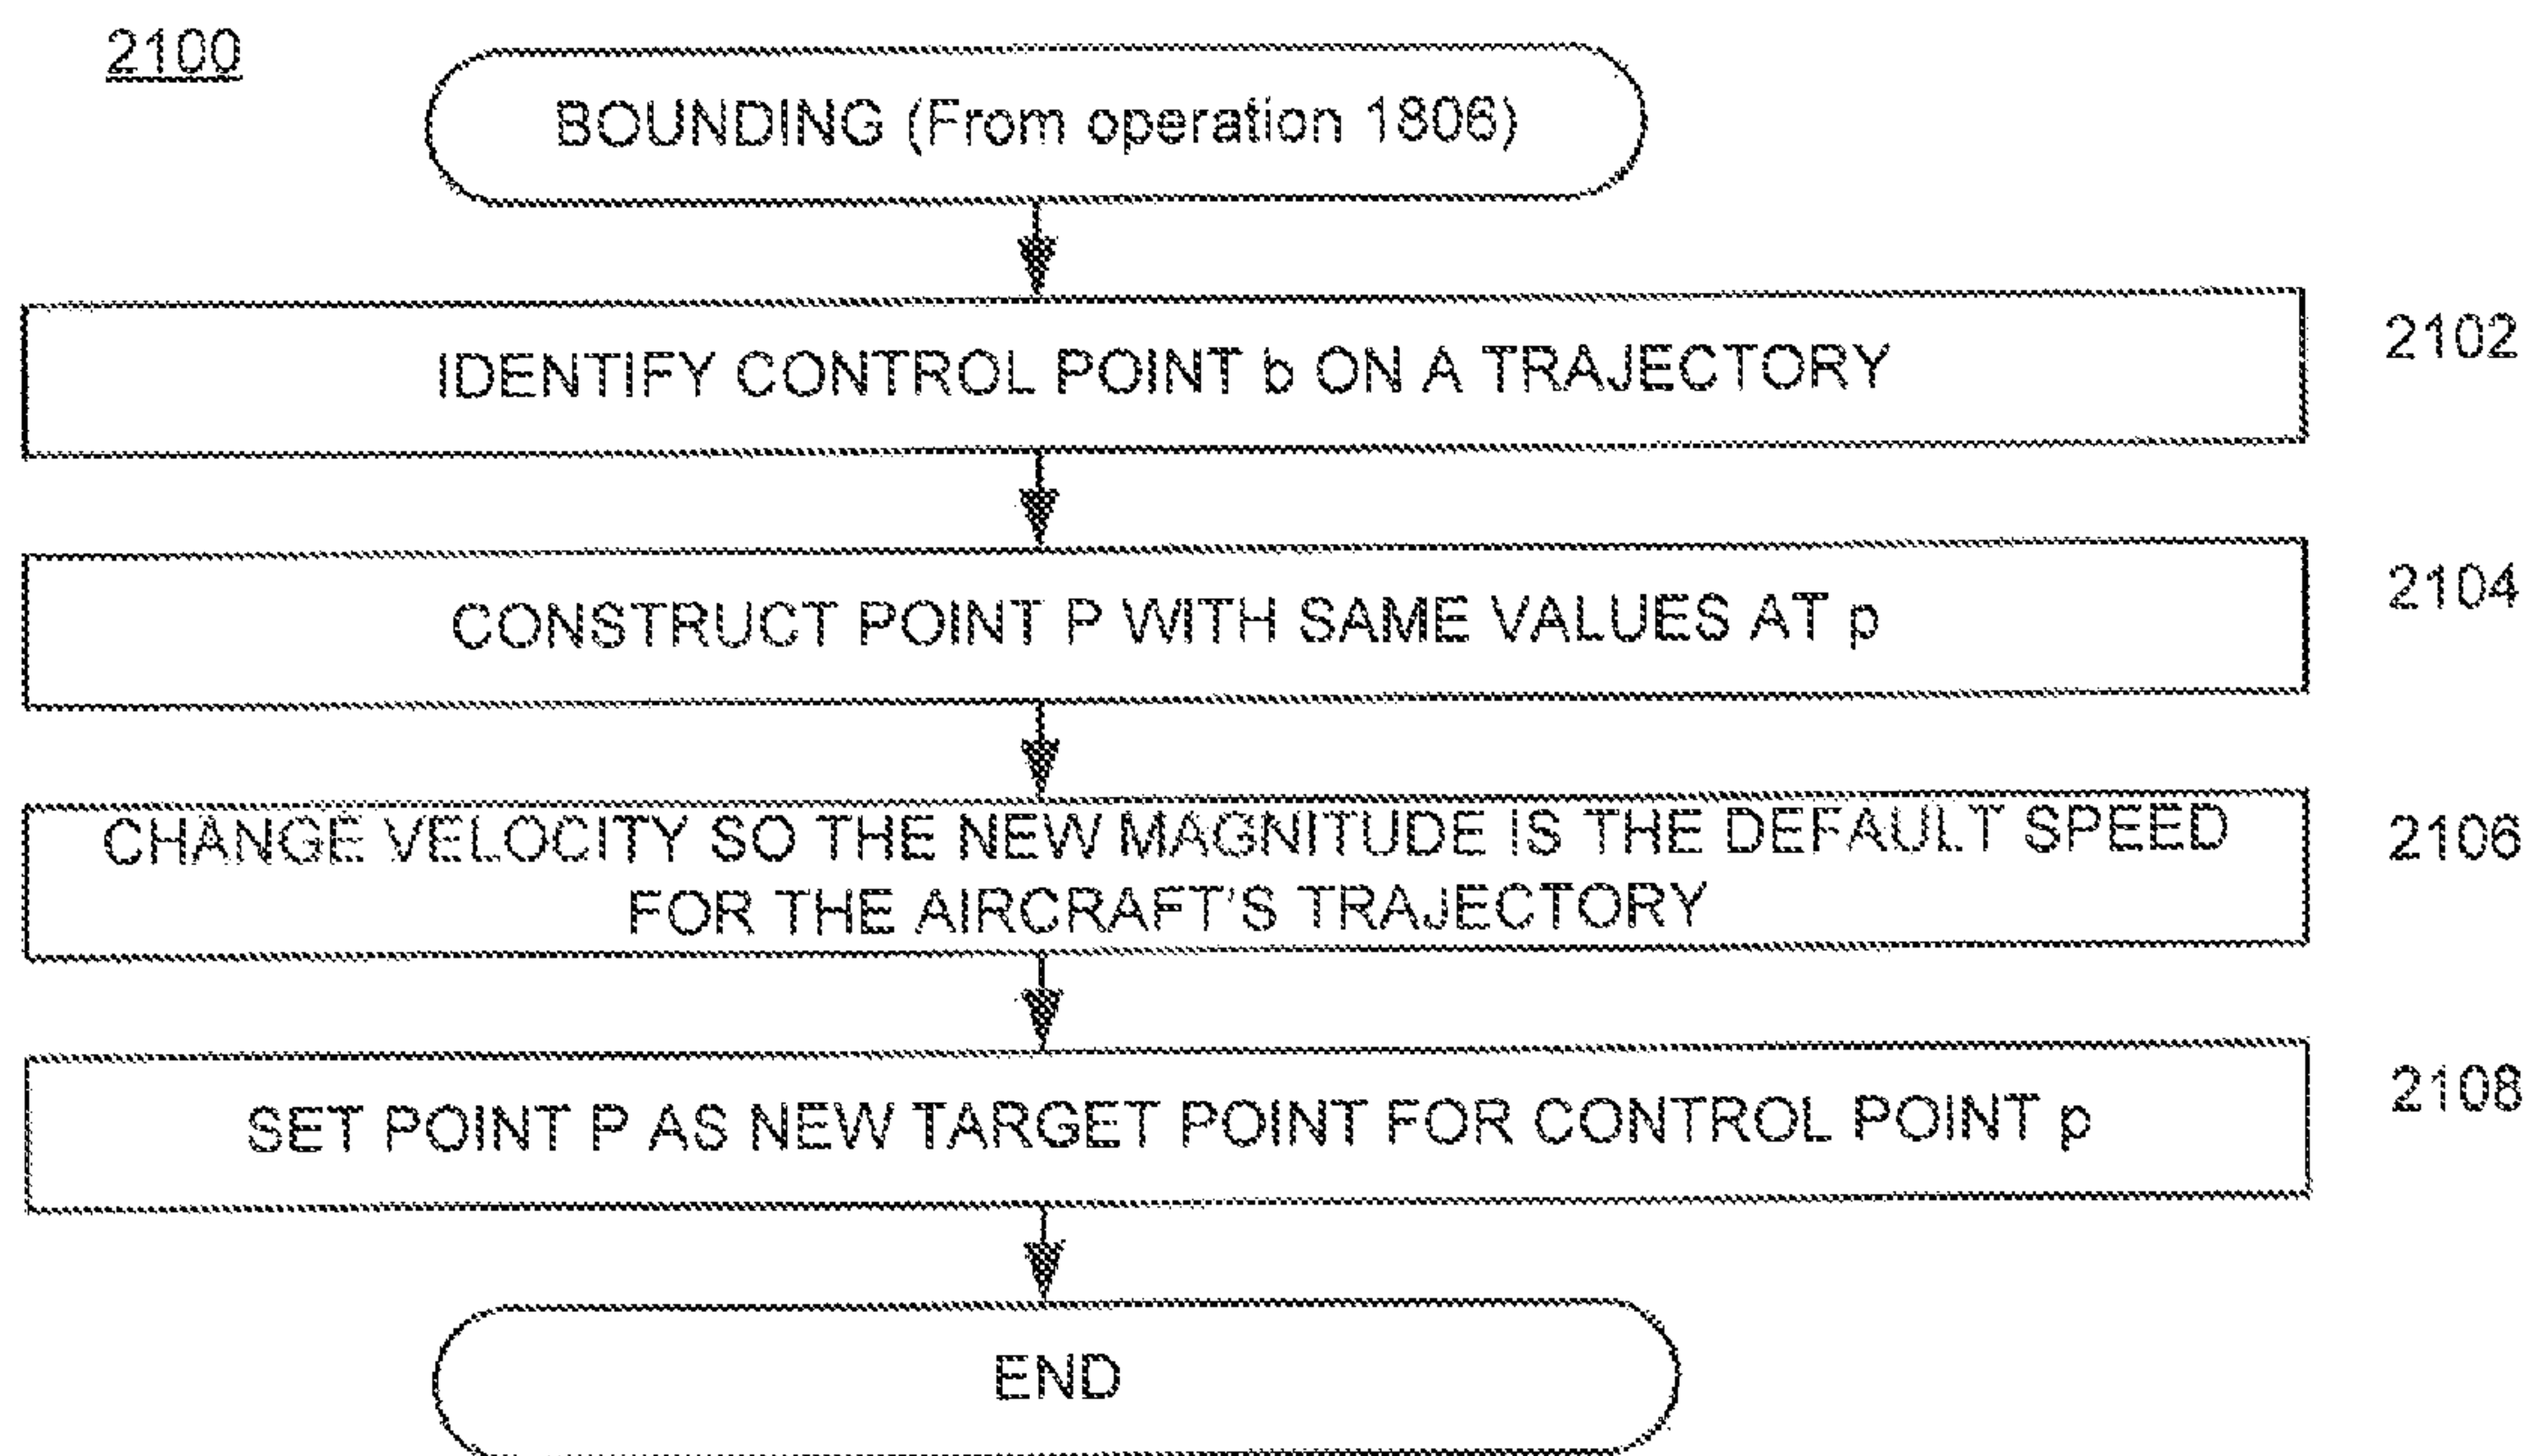 2100
BOUNDING (From operation 1806)
IDENTIFY CONTROL POINT b ON A TRAJECTORY
2102
CONSTRUCT POINT P WITH SAME VALUES AT p
2104
CHANGE VELOCITY SO THE NEW MAGNITUDE IS THE DEFAULT SPEED
FOR THE AIRCRAFT'S TRAJECTORY
2106
SET POINT P AS NEW TARGET POINT FOR CONTROL POINT p
2108
END